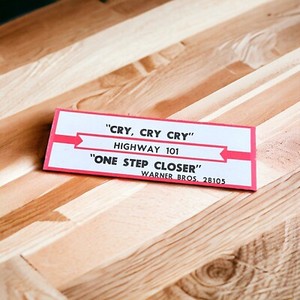 "CRY, CRY CRY"
HIGHWAY 101
"ONE STEP CLOSER"
WARNER BROS. 28105